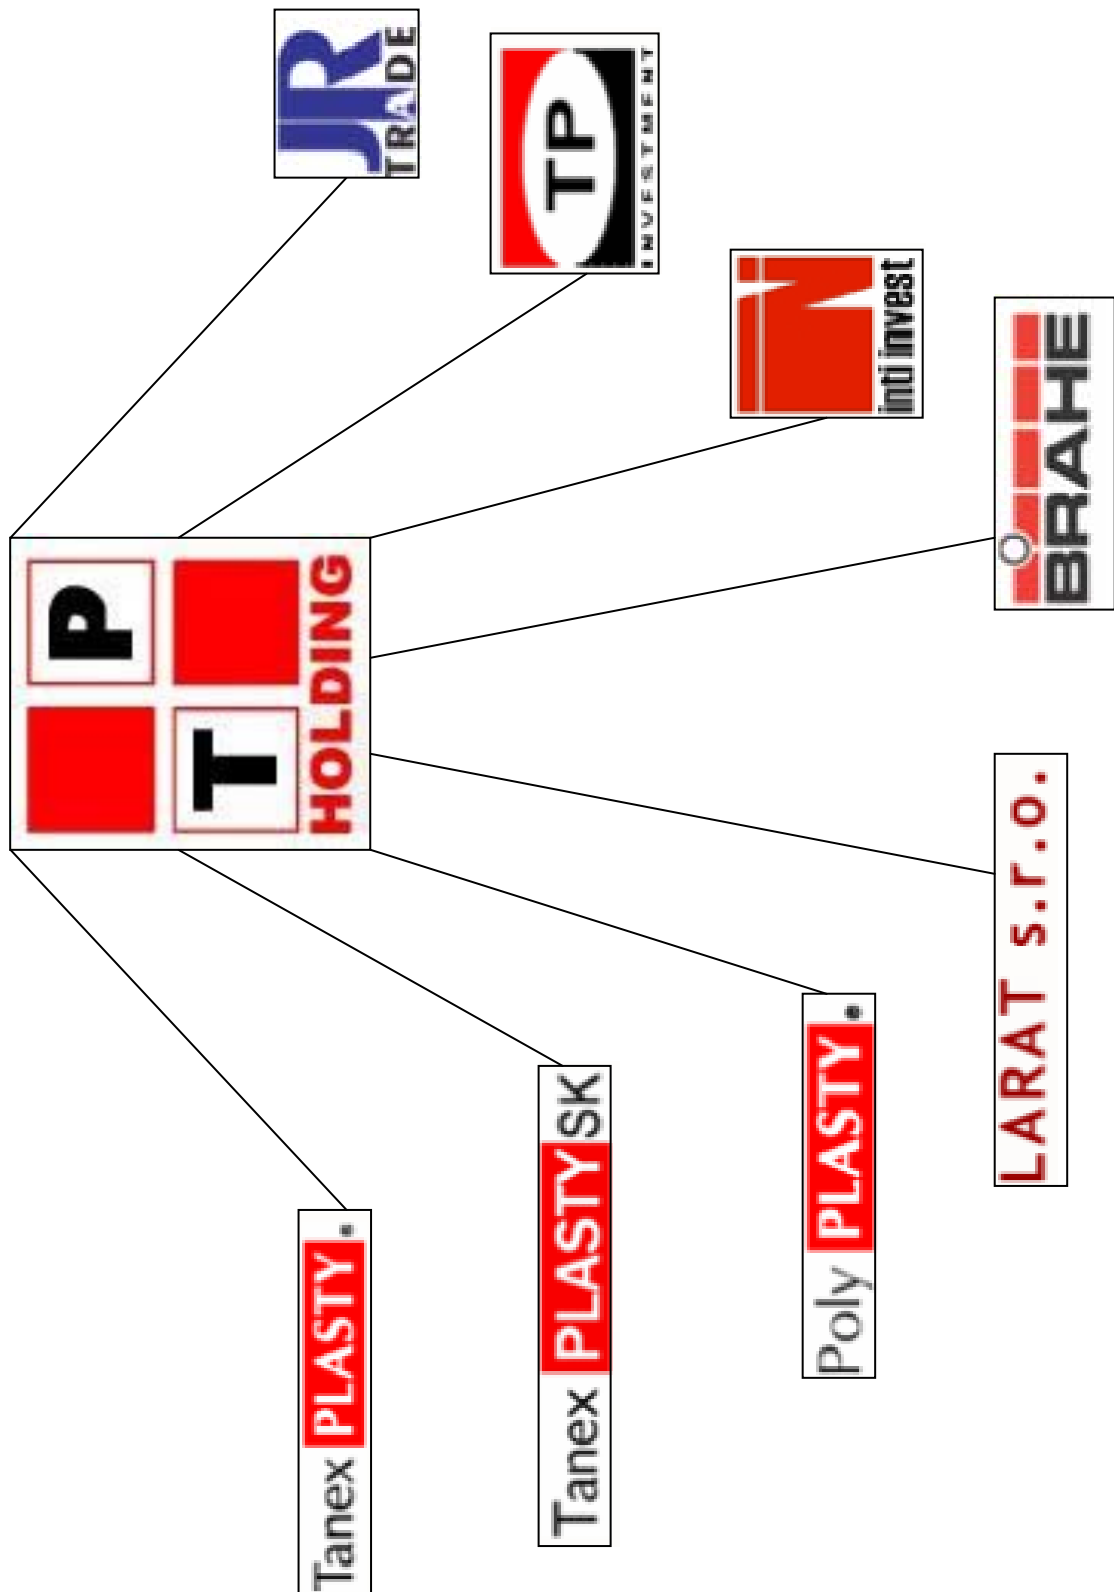 T P
HOLDING
Tanex PLASTY.
Tanex PLASTY SK
Poly PLASTY.
LARAT s.r.o.
BRAHE
inti invest
TP
INVESTMENT
JR
TRADE